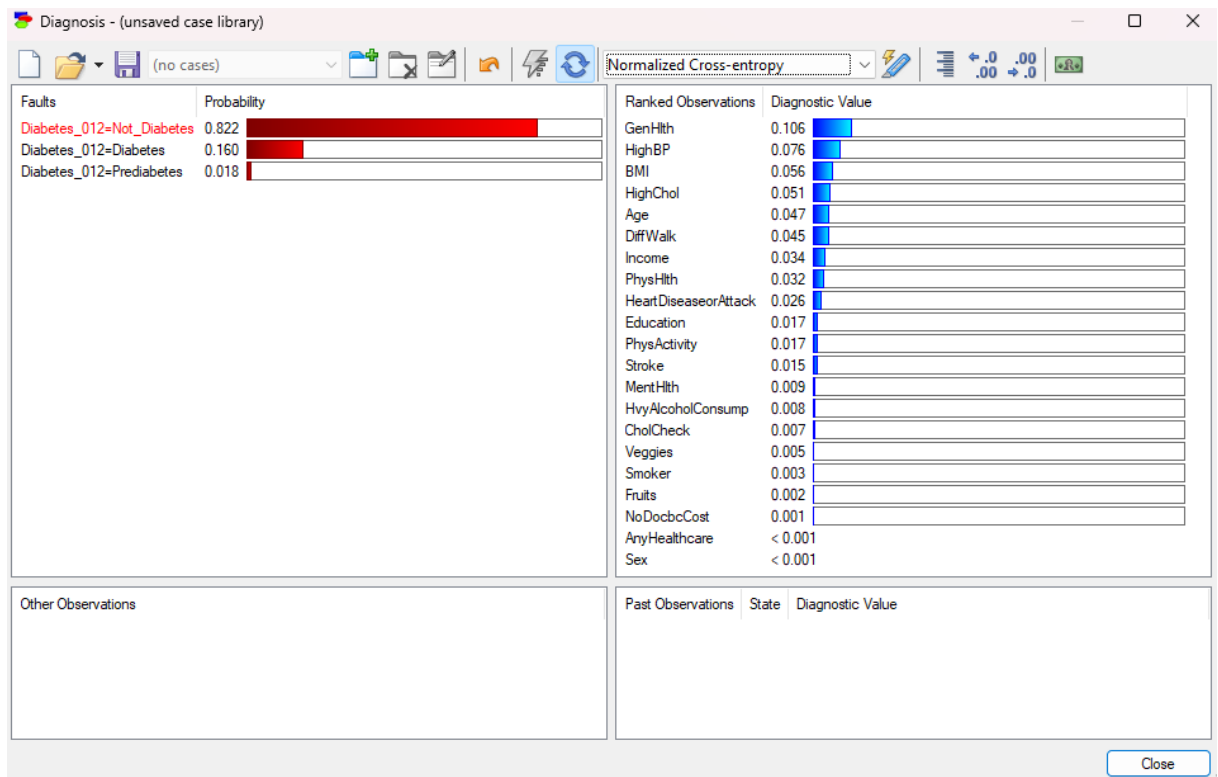 Diagnosis - (unsaved case library)
(no cases)
Normalized Cross-entropy
.0
.00
.00
.0
R
Faults Probability
Diabetes_012=Not_Diabetes 0.822
Diabetes_012=Diabetes 0.160
Diabetes_012=Prediabetes 0.018
Ranked Observations Diagnostic Value
GenHlth 0.106
HighBP 0.076
BMI 0.056
HighChol 0.051
Age 0.047
DiffWalk 0.045
Income 0.034
PhysHlth 0.032
HeartDiseaseorAttack 0.026
Education 0.017
PhysActivity 0.017
Stroke 0.015
MentHlth 0.009
HvyAlcoholConsump 0.008
CholCheck 0.007
Veggies 0.005
Smoker 0.003
Fruits 0.002
NoDocbcCost 0.001
AnyHealthcare < 0.001
Sex < 0.001
Other Observations
Past Observations State Diagnostic Value
Close